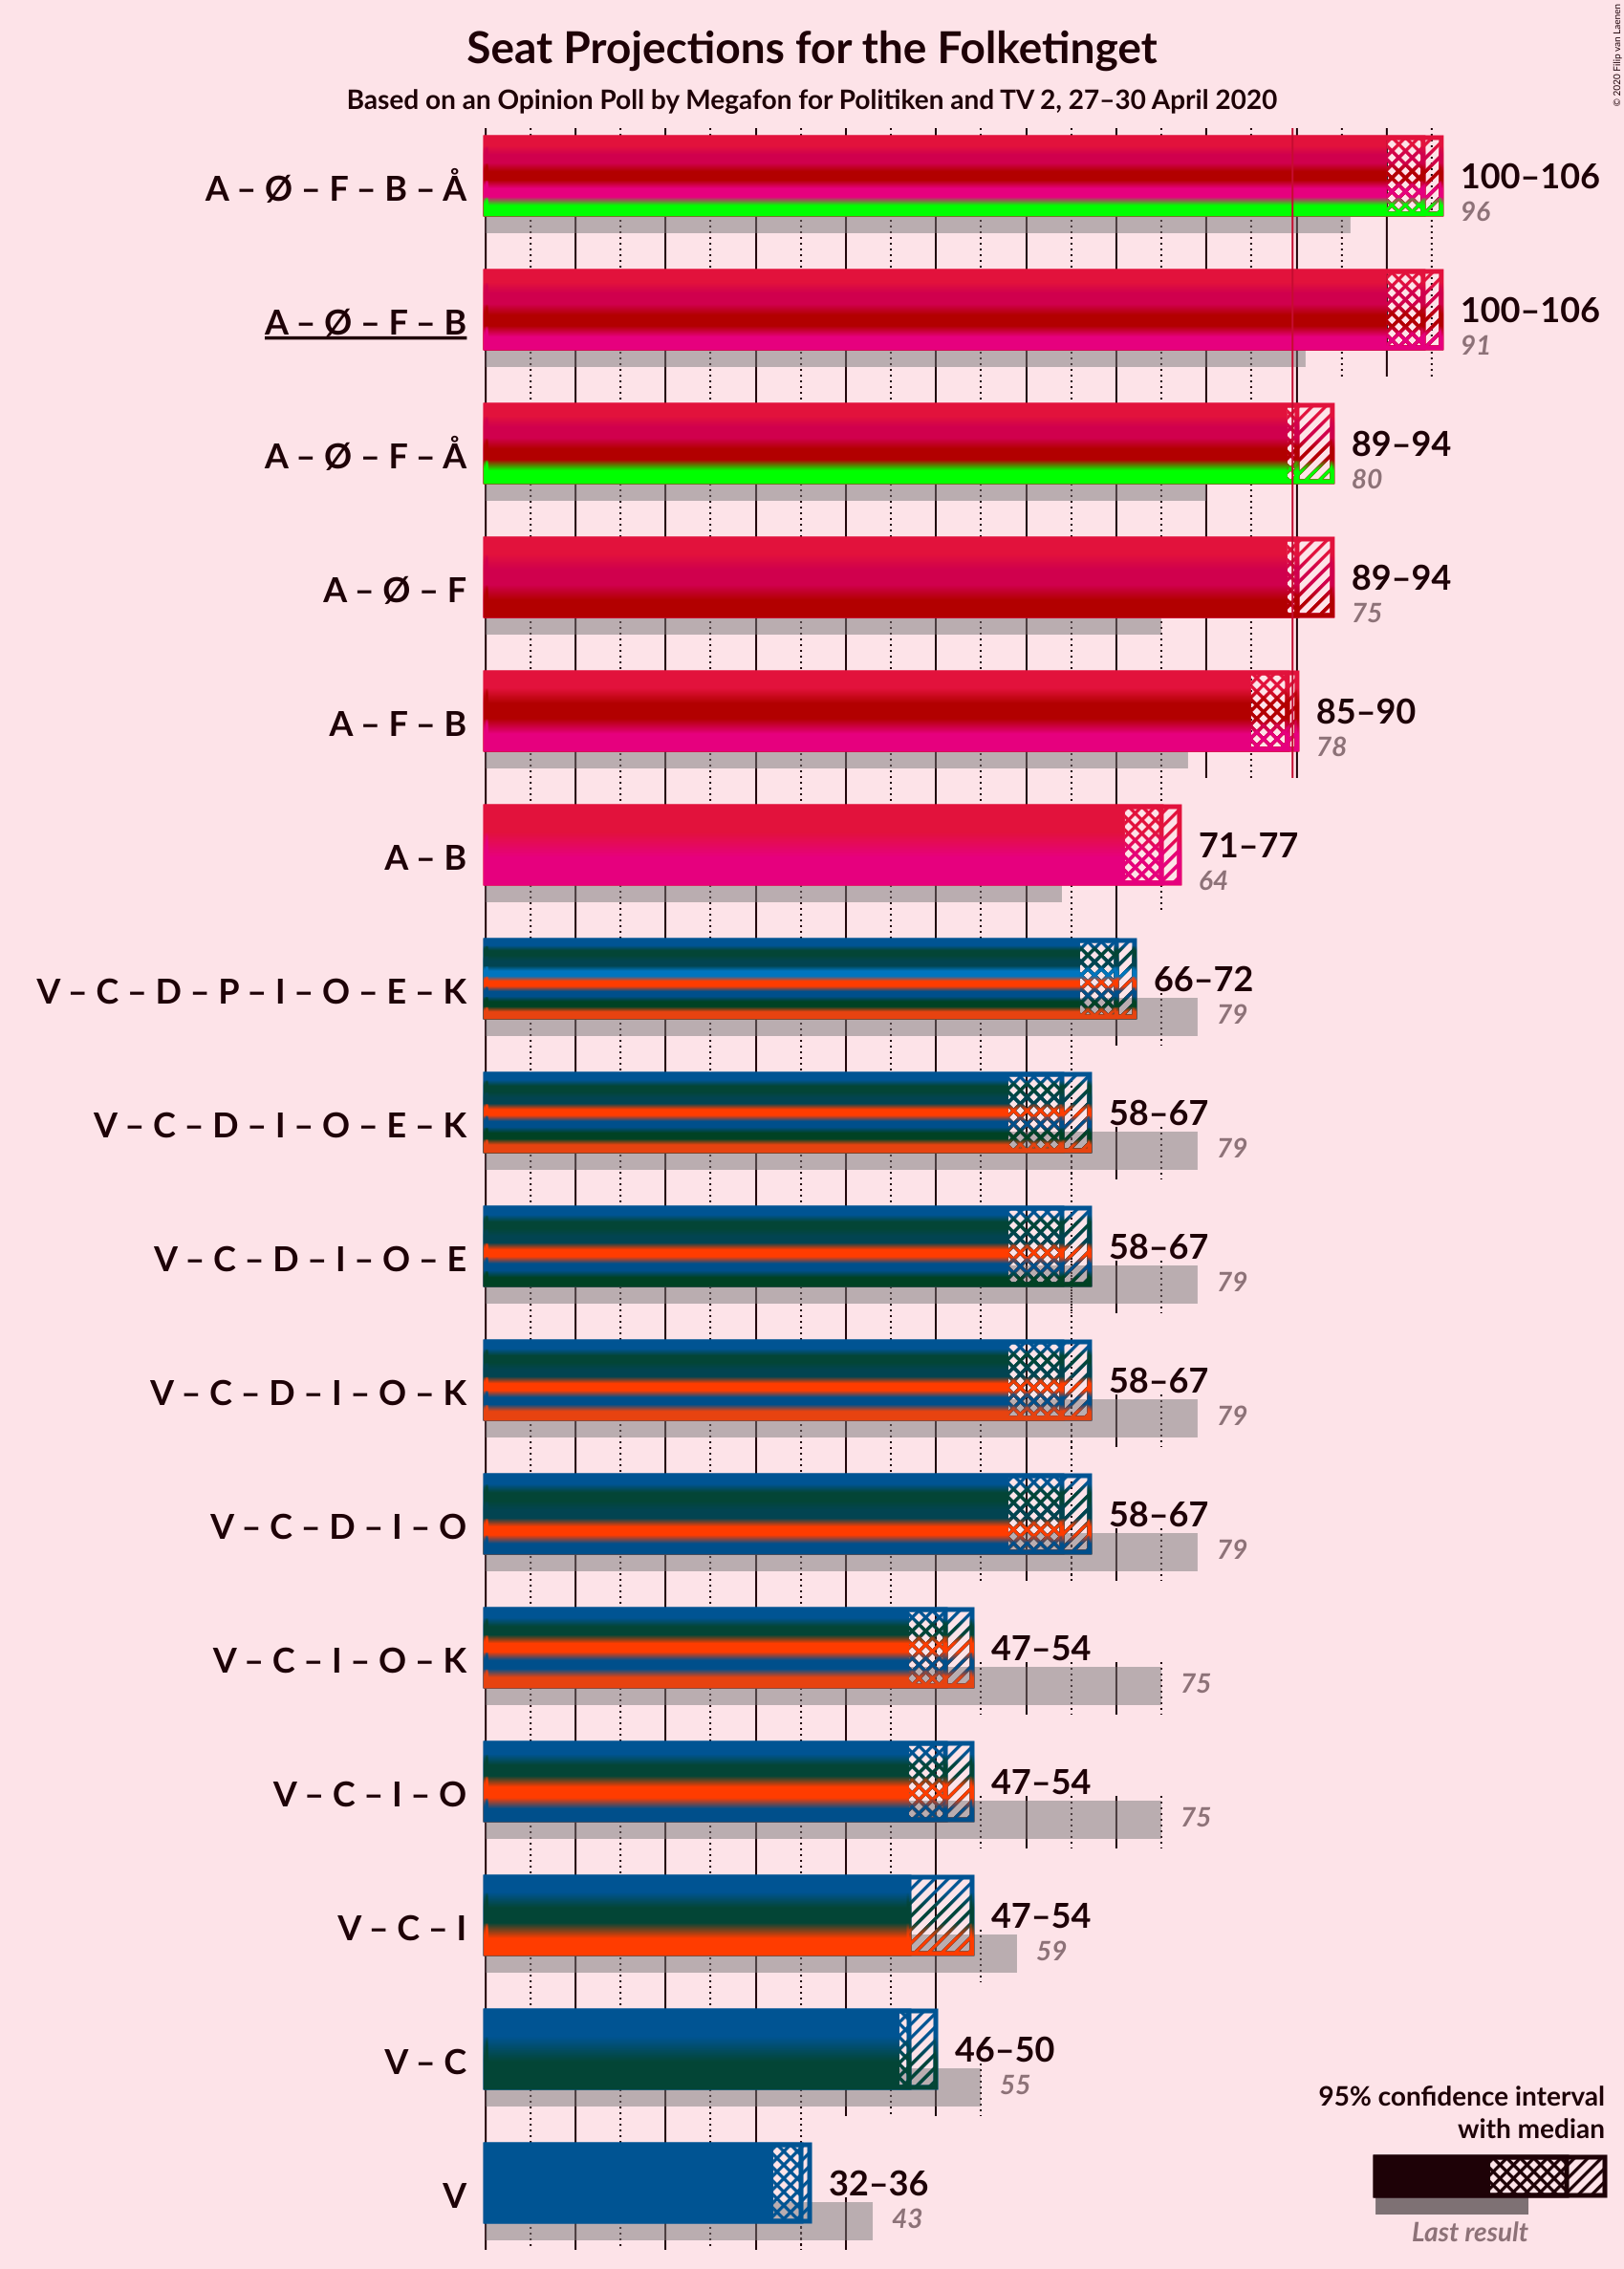 Seat Projections for the Folketinget
Based on an Opinion Poll by Megafon for Politiken and TV 2, 27–30 April 2020
© 2020 Filip van Laenen
A – Ø – F – B – Å
100–106
96
A – Ø – F – B
100–106
91
A – Ø – F – Å
89–94
80
A – Ø – F
89–94
75
A – F – B
85–90
78
A – B
71–77
64
V – C – D – P – I – O – E – K
66–72
79
V – C – D – I – O – E – K
58–67
79
V – C – D – I – O – E
58–67
79
V – C – D – I – O – K
58–67
79
V – C – D – I – O
58–67
79
V – C – I – O – K
47–54
75
V – C – I – O
47–54
75
V – C – I
47–54
59
V – C
46–50
55
V
32–36
43
95% confidence interval
with median
Last result